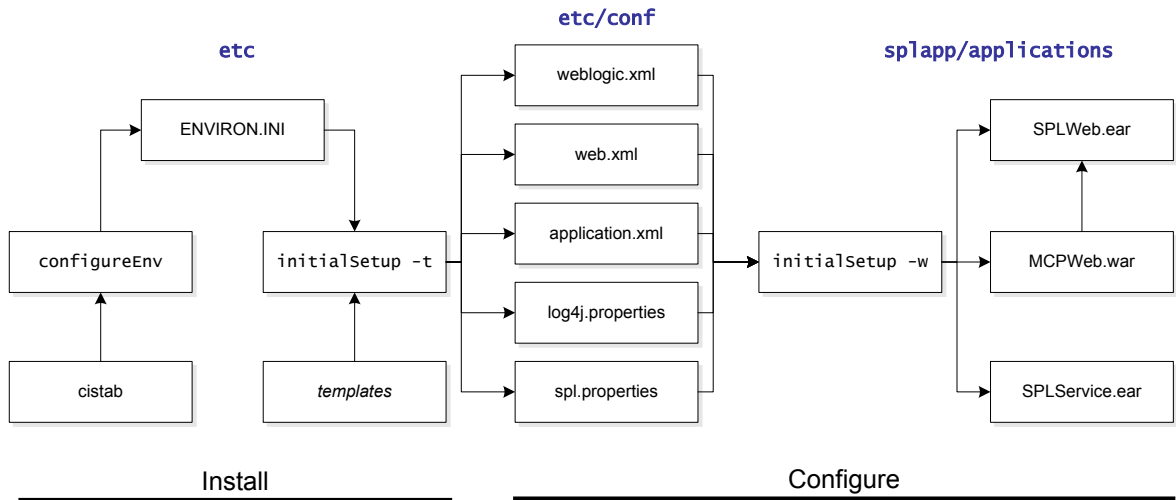 etc/conf
etc
splapp/applications
weblogic.xml
ENVIRON.INI
SPLWeb.ear
web.xml
configureEnv
initialSetup -t
application.xml
initialSetup -w
MCPWeb.war
log4j.properties
cistab
templates
spl.properties
SPLService.ear
Install
Configure